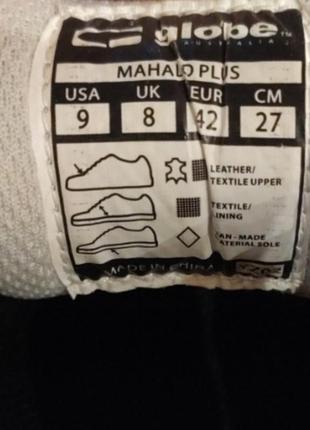 globe™
AUSTRALIA
MAHALO PLUS
USA UK EUR CM
9 8 42 27
LEATHER/
TEXTILE UPPER
TEXTILE/
LINING
MAN-MADE
MATERIAL SOLE
MADE IN CHINA